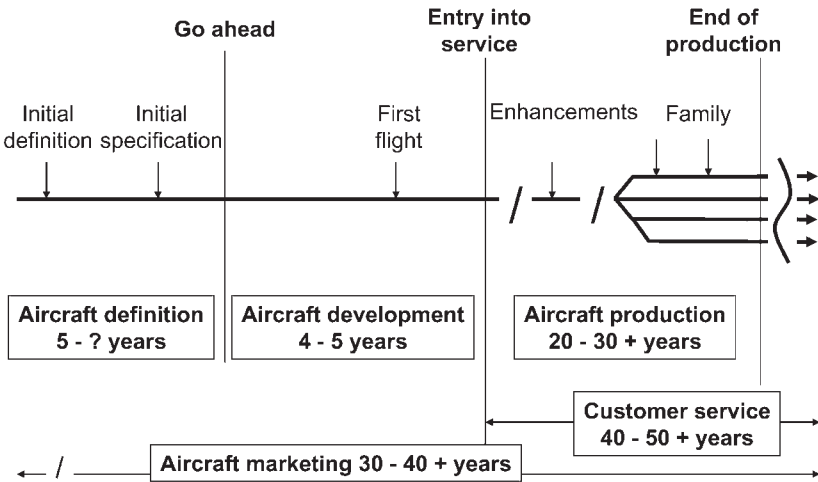 Go ahead
Entry into
service
End of
production
Initial
definition
Initial
specification
First
flight
Enhancements
Family
Aircraft definition
5 - ? years
Aircraft development
4 - 5 years
Aircraft production
20 - 30 + years
Customer service
40 - 50 + years
Aircraft marketing 30 - 40 + years